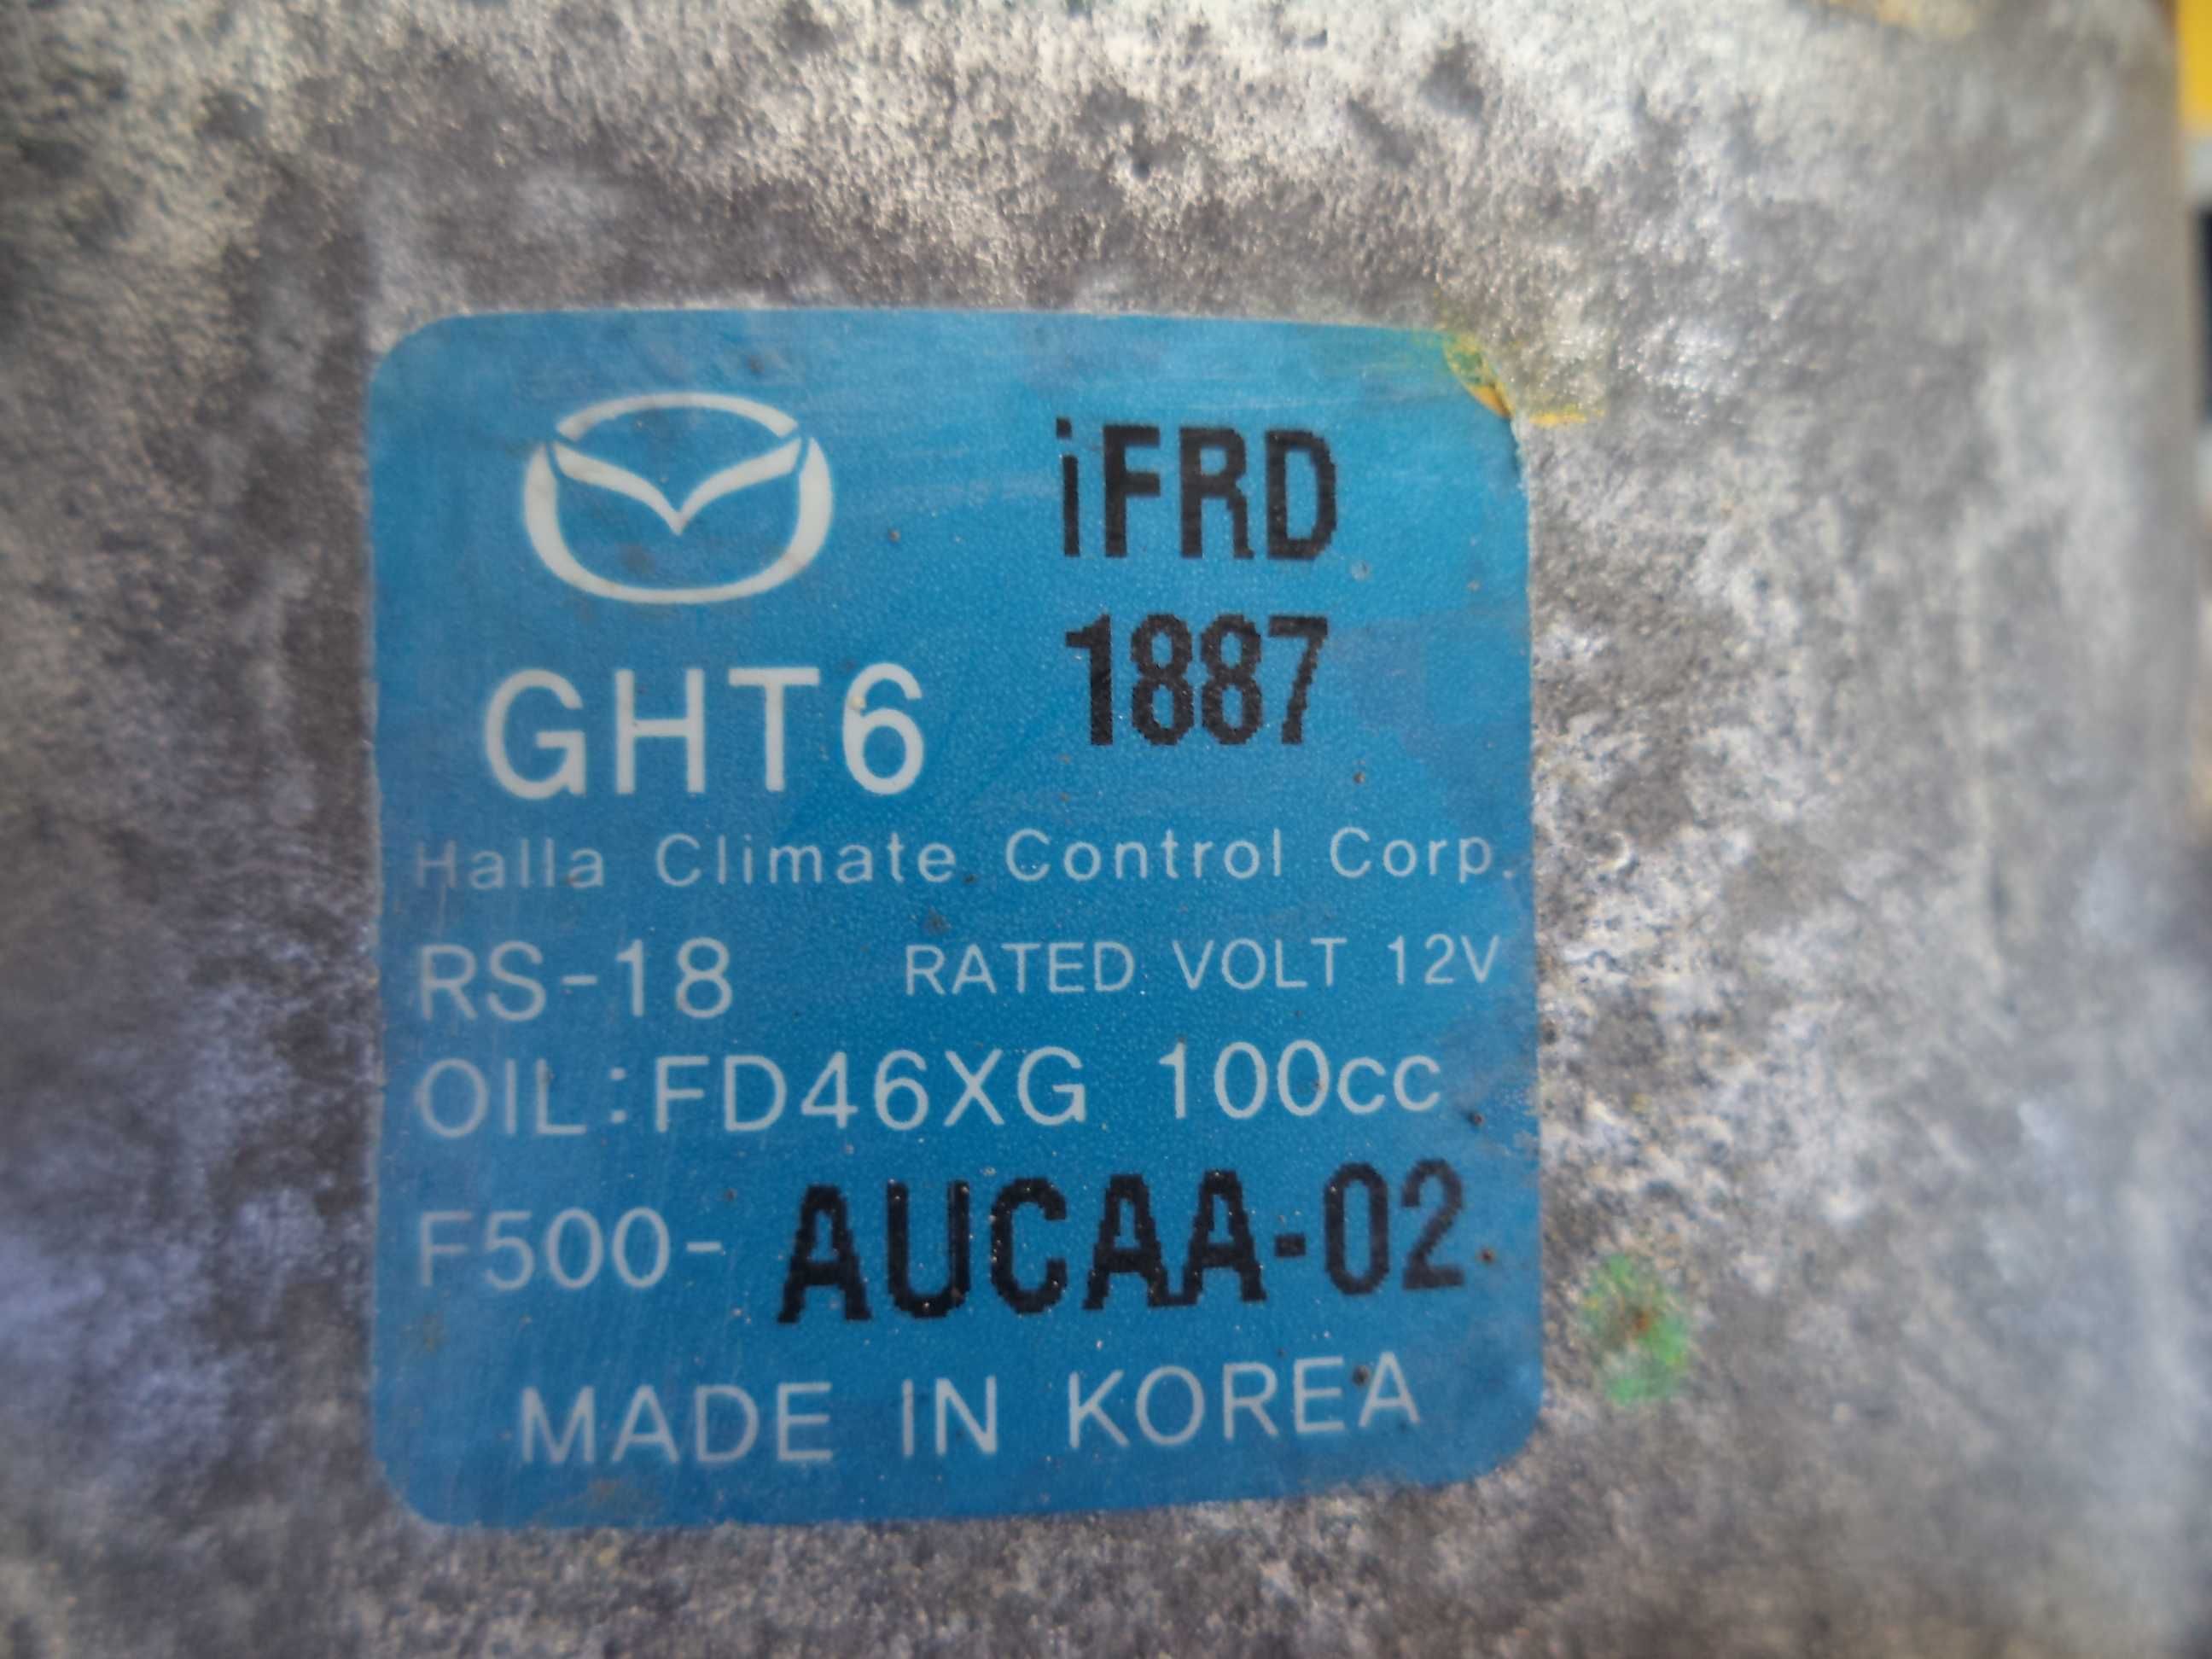 iFRD
1887
GHT6
Halla Climate Control Corp.
RS-18 RATED VOLT 12V
OIL:FD46XG 100cc
F500-AUCAA-02
MADE IN KOREA